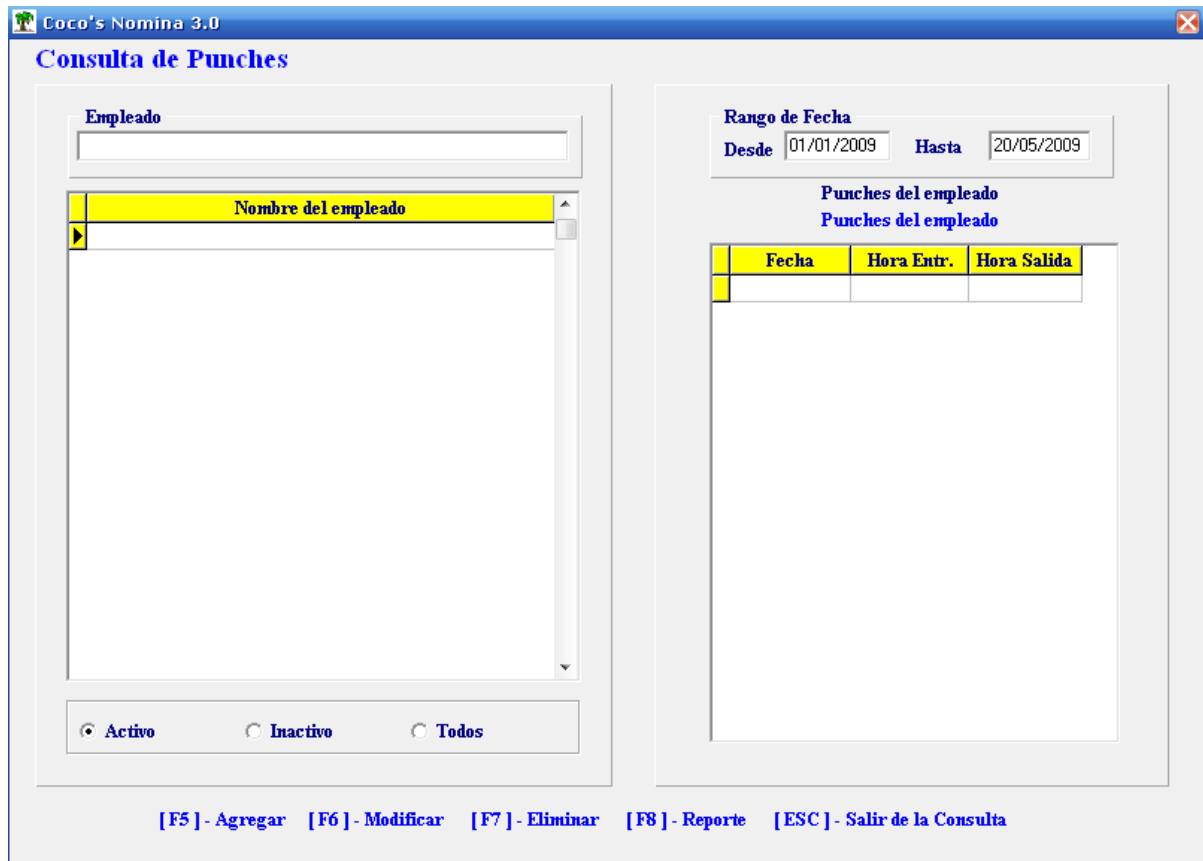 Coco's Nomina 3.0
Consulta de Punches
Empleado
Nombre del empleado
Activo Inactivo Todos
Rango de Fecha
Desde 01/01/2009 Hasta 20/05/2009
Punches del empleado
Punches del empleado
Fecha Hora Entr. Hora Salida
[ F5 ] - Agregar [ F6 ] - Modificar [ F7 ] - Eliminar [ F8 ] - Reporte [ ESC ] - Salir de la Consulta